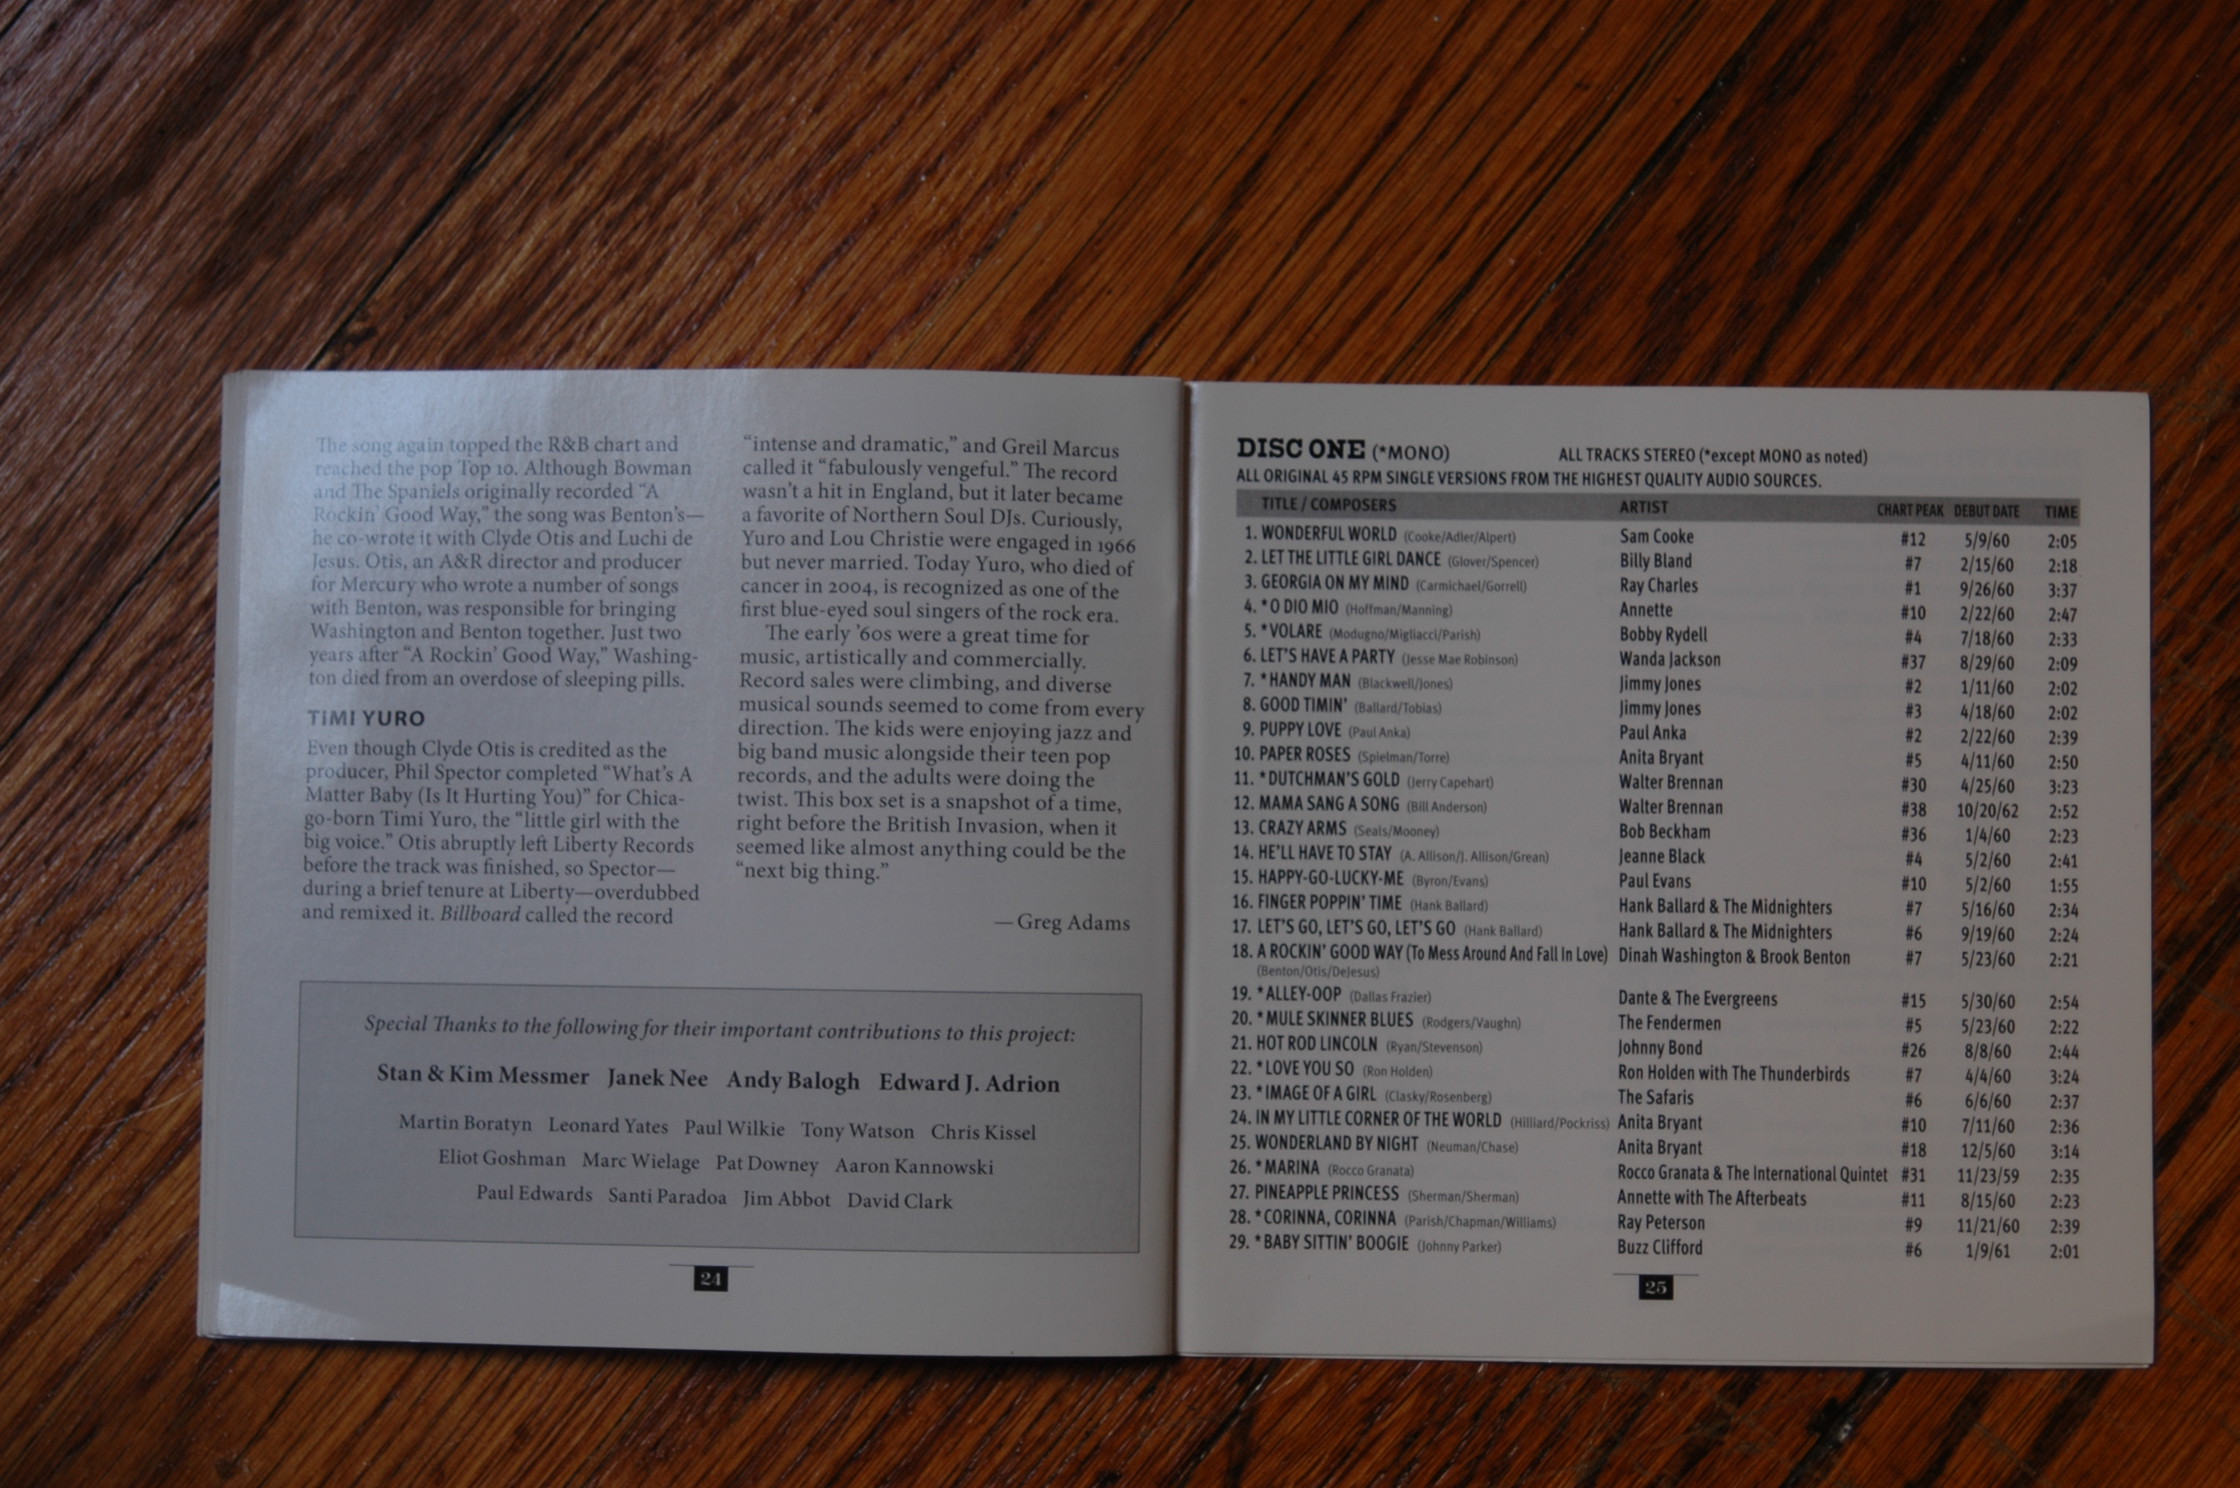 The song again topped the R&B chart and
reached the pop Top 10. Although Bowman
and The Spaniels originally recorded “A
Rockin’ Good Way,” the song was Benton’s—
he co-wrote it with Clyde Otis and Luchi de
Jesus. Otis, an A&R director and producer
for Mercury who wrote a number of songs
with Benton, was responsible for bringing
Washington and Benton together. Just two
years after “A Rockin’ Good Way,” Washing-
ton died from an overdose of sleeping pills.
TIMI YURO
Even though Clyde Otis is credited as the
producer, Phil Spector completed “What’s A
Matter Baby (Is It Hurting You)” for Chica-
go-born Timi Yuro, the “little girl with the
big voice.” Otis abruptly left Liberty Records
before the track was finished, so Spector—
during a brief tenure at Liberty—overdubbed
and remixed it. Billboard called the record
“intense and dramatic,” and Greil Marcus
called it “fabulously vengeful.” The record
wasn’t a hit in England, but it later became
a favorite of Northern Soul DJs. Curiously,
Yuro and Lou Christie were engaged in 1966
but never married. Today Yuro, who died of
cancer in 2004, is recognized as one of the
first blue-eyed soul singers of the rock era.
The early ’60s were a great time for
music, artistically and commercially.
Record sales were climbing, and diverse
musical sounds seemed to come from every
direction. The kids were enjoying jazz and
big band music alongside their teen pop
records, and the adults were doing the
twist. This box set is a snapshot of a time,
right before the British Invasion, when it
seemed like almost anything could be the
“next big thing.”
—Greg Adams
Special Thanks to the following for their important contributions to this project:
Stan & Kim Messmer Janek Nee Andy Balogh Edward J. Adrion
Martin Boratyn Leonard Yates Paul Wilkie Tony Watson Chris Kissel
Eliot Goshman Marc Wielage Pat Downey Aaron Kannowski
Paul Edwards Santi Paradoa Jim Abbot David Clark
24
DISC ONE (*MONO) ALL TRACKS STEREO (*except MONO as noted)
ALL ORIGINAL 45 RPM SINGLE VERSIONS FROM THE HIGHEST QUALITY AUDIO SOURCES.
TITLE / COMPOSERS ARTIST CHART PEAK DEBUT DATE TIME
1. WONDERFUL WORLD (Cooke/Adler/Alpert) Sam Cooke #12 5/9/60 2:05
2. LET THE LITTLE GIRL DANCE (Glover/Spencer) Billy Bland #7 2/15/60 2:18
3. GEORGIA ON MY MIND (Carmichael/Gorrell) Ray Charles #1 9/26/60 3:37
4. *O DIO MIO (Hoffman/Manning) Annette #10 2/22/60 2:47
5. *VOLARE (Modugno/Migliacci/Parish) Bobby Rydell #4 7/18/60 2:33
6. LET’S HAVE A PARTY (Jesse Mae Robinson) Wanda Jackson #37 8/29/60 2:09
7. *HANDY MAN (Blackwell/Jones) Jimmy Jones #2 1/11/60 2:02
8. GOOD TIMIN’ (Ballard/Tobias) Jimmy Jones #3 4/18/60 2:02
9. PUPPY LOVE (Paul Anka) Paul Anka #2 2/22/60 2:39
10. PAPER ROSES (Spielman/Torre) Anita Bryant #5 4/11/60 2:50
11. *DUTCHMAN’S GOLD (Jerry Capehart) Walter Brennan #30 4/25/60 3:23
12. MAMA SANG A SONG (Bill Anderson) Walter Brennan #38 10/20/62 2:52
13. CRAZY ARMS (Seals/Mooney) Bob Beckham #36 1/4/60 2:23
14. HE’LL HAVE TO STAY (A. Allison/J. Allison/Grean) Jeanne Black #4 5/2/60 2:41
15. HAPPY-GO-LUCKY-ME (Byron/Evans) Paul Evans #10 5/2/60 1:55
16. FINGER POPPIN’ TIME (Hank Ballard) Hank Ballard & The Midnighters #7 5/16/60 2:34
17. LET’S GO, LET’S GO, LET’S GO (Hank Ballard) Hank Ballard & The Midnighters #6 9/19/60 2:24
18. A ROCKIN’ GOOD WAY (To Mess Around And Fall In Love) Dinah Washington & Brook Benton #7 5/23/60 2:21
(Benton/Otis/DeJesus)
19. *ALLEY-OOP (Dallas Frazier) Dante & The Evergreens #15 5/30/60 2:54
20. *MULE SKINNER BLUES (Rodgers/Vaughn) The Fendermen #5 5/23/60 2:22
21. HOT ROD LINCOLN (Ryan/Stevenson) Johnny Bond #26 8/8/60 2:44
22. *LOVE YOU SO (Ron Holden) Ron Holden with The Thunderbirds #7 4/4/60 3:24
23. *IMAGE OF A GIRL (Clasky/Rosenberg) The Safaris #6 6/6/60 2:37
24. IN MY LITTLE CORNER OF THE WORLD (Hilliard/Pockriss) Anita Bryant #10 7/11/60 2:36
25. WONDERLAND BY NIGHT (Neuman/Chase) Anita Bryant #18 12/5/60 3:14
26. *MARINA (Rocco Granata) Rocco Granata & The International Quintet #31 11/23/59 2:35
27. PINEAPPLE PRINCESS (Sherman/Sherman) Annette with The Afterbeats #11 8/15/60 2:23
28. *CORINNA, CORINNA (Parish/Chapman/Williams) Ray Peterson #9 11/21/60 2:39
29. *BABY SITTIN’ BOOGIE (Johnny Parker) Buzz Clifford #6 1/9/61 2:01
25